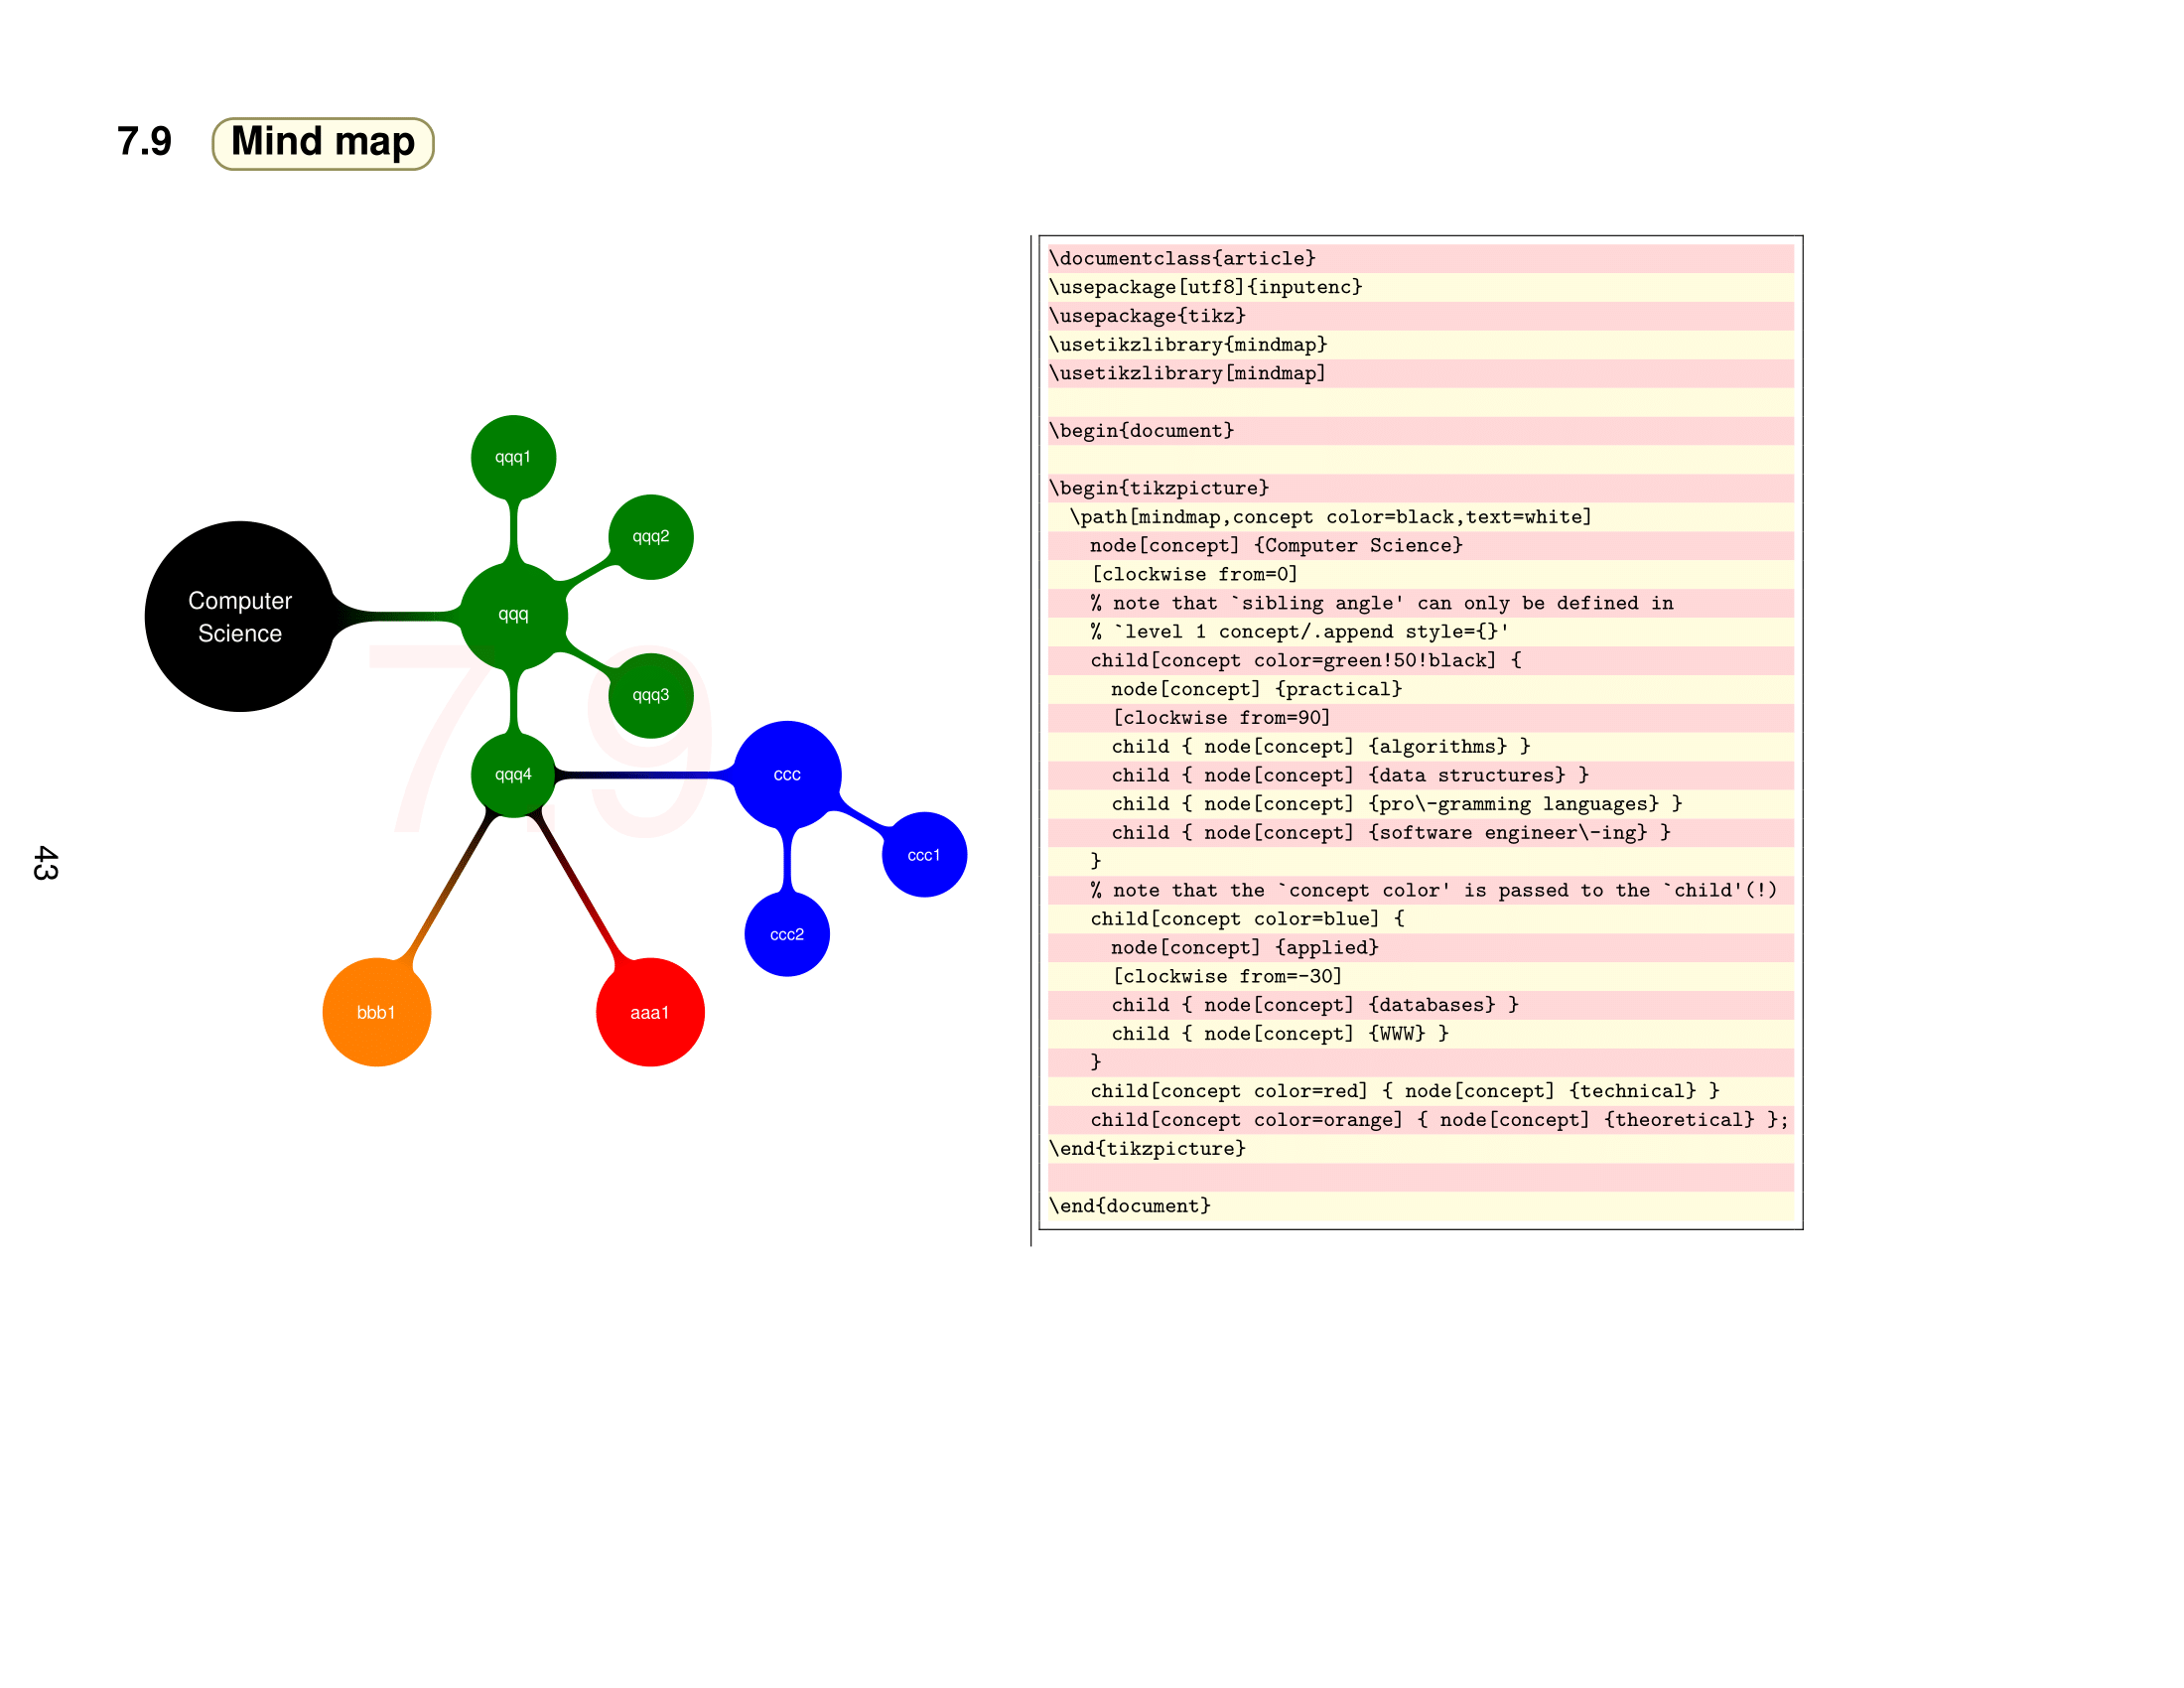 7.9 Mind map
Computer
Science
qqq
qqq1
qqq2
qqq3
qqq4
ccc
ccc1
ccc2
bbb1
aaa1
7.9
\documentclass{article}
\usepackage[utf8]{inputenc}
\usepackage{tikz}
\usetikzlibrary{mindmap}
\usetikzlibrary[mindmap]
\begin{document}
\begin{tikzpicture}
\path[mindmap,concept color=black,text=white]
node[concept] {Computer Science}
[clockwise from=0]
% note that `sibling angle' can only be defined in
% `level 1 concept/.append style={}'
child[concept color=green!50!black] {
node[concept] {practical}
[clockwise from=90]
child { node[concept] {algorithms} }
child { node[concept] {data structures} }
child { node[concept] {pro\-gramming languages} }
child { node[concept] {software engineer\-ing} }
}
% note that the `concept color' is passed to the `child'(!)
child[concept color=blue] {
node[concept] {applied}
[clockwise from=-30]
child { node[concept] {databases} }
child { node[concept] {WWW} }
}
child[concept color=red] { node[concept] {technical} }
child[concept color=orange] { node[concept] {theoretical} };
\end{tikzpicture}
\end{document}
43